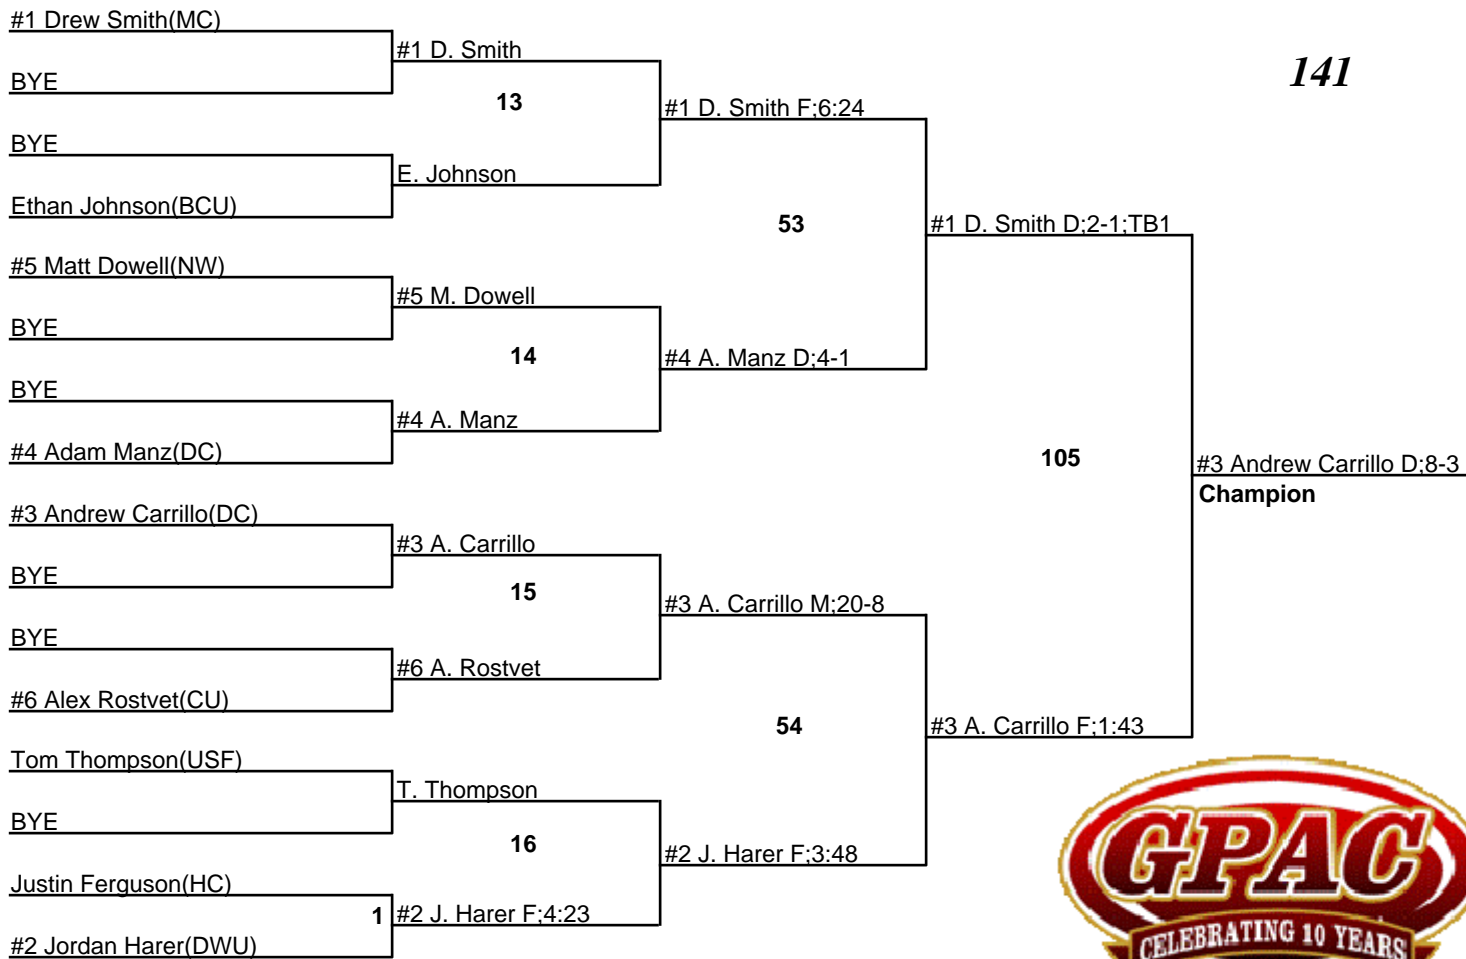 #1 Drew Smith(MC)
BYE
BYE
Ethan Johnson(BCU)
#5 Matt Dowell(NW)
BYE
BYE
#4 Adam Manz(DC)
#3 Andrew Carrillo(DC)
BYE
BYE
#6 Alex Rostvet(CU)
Tom Thompson(USF)
BYE
Justin Ferguson(HC)
#2 Jordan Harer(DWU)
1
#1 D. Smith
13
E. Johnson
#5 M. Dowell
14
#4 A. Manz
#3 A. Carrillo
15
#6 A. Rostvet
T. Thompson
16
#2 J. Harer F;4:23
#1 D. Smith F;6:24
53
#4 A. Manz D;4-1
#3 A. Carrillo M;20-8
54
#2 J. Harer F;3:48
#1 D. Smith D;2-1;TB1
105
#3 A. Carrillo F;1:43
141
#3 Andrew Carrillo D;8-3
Champion
GPAC
CELEBRATING 10 YEARS